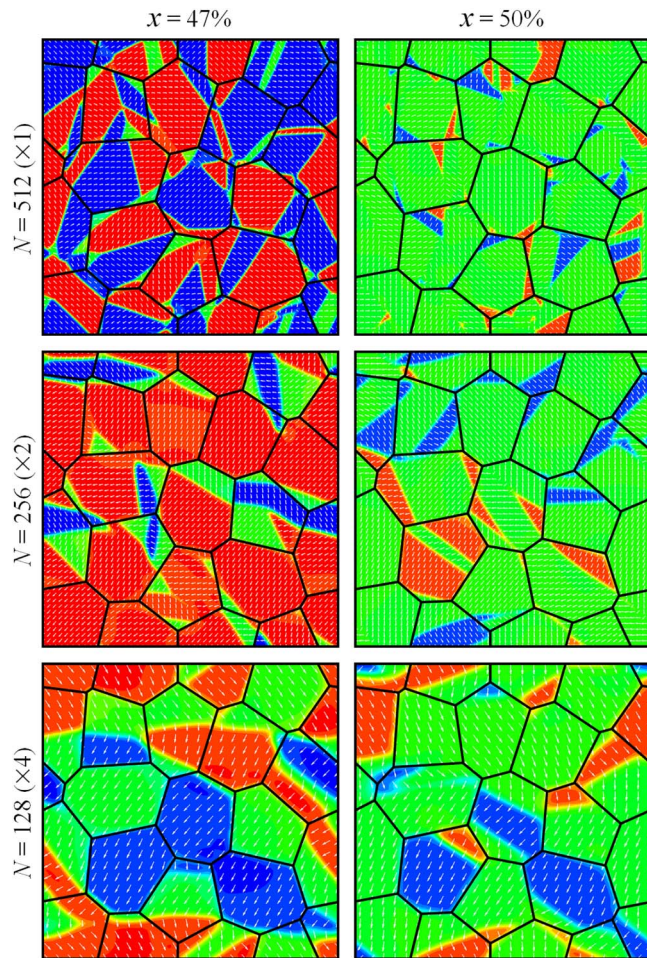 x = 47%
x = 50%
N = 512 (×1)
N = 256 (×2)
N = 128 (×4)